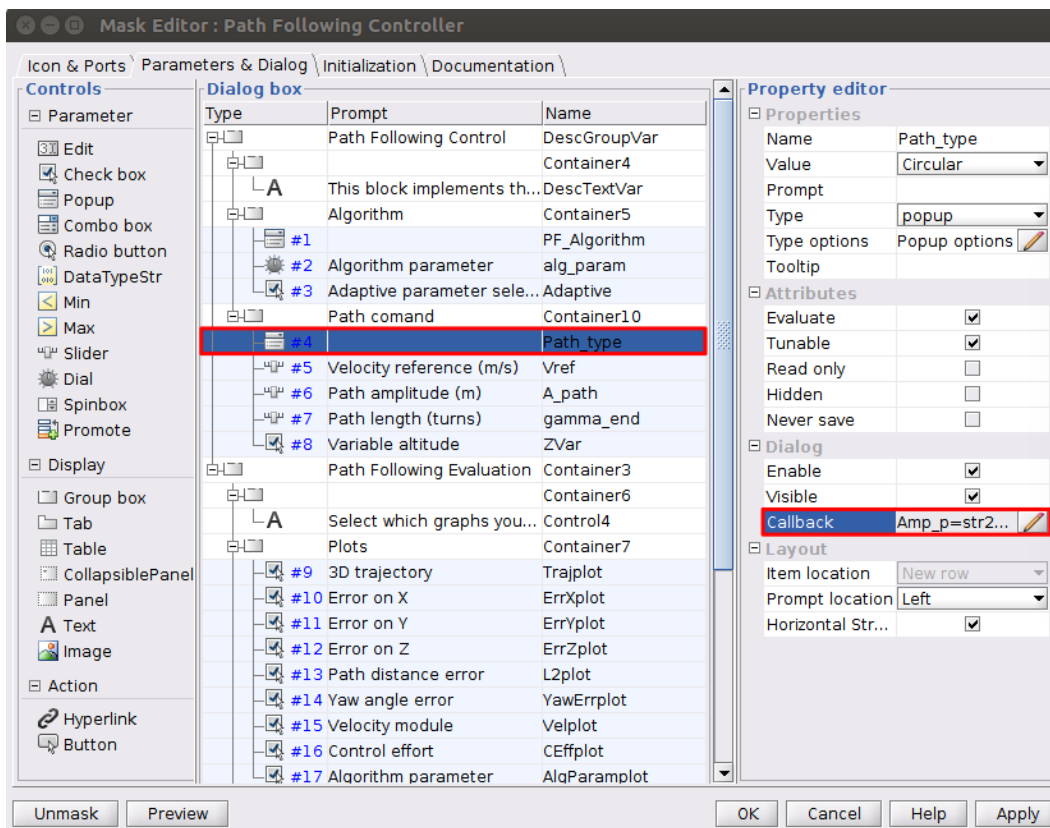 Mask Editor : Path Following Controller
Icon & Ports Parameters & Dialog Initialization Documentation
Controls
Parameter
Edit
Check box
Popup
Combo box
Radio button
DataTypeStr
Min
Max
Slider
Dial
Spinbox
Promote
Display
Group box
Tab
Table
CollapsiblePanel
Panel
A Text
Image
Action
Hyperlink
Button
Dialog box
Type Prompt Name
Path Following Control DescGroupVar
Container4
A This block implements th... DescTextVar
Algorithm Container5
#1 PF_Algorithm
#2 Algorithm parameter alg_param
#3 Adaptive parameter sele... Adaptive
Path comand Container10
#4 Path_type
#5 Velocity reference (m/s) Vref
#6 Path amplitude (m) A_path
#7 Path length (turns) gamma_end
#8 Variable altitude ZVar
Path Following Evaluation Container3
Container6
A Select which graphs you... Control4
Plots Container7
#9 3D trajectory Trajplot
#10 Error on X ErrXplot
#11 Error on Y ErrYplot
#12 Error on Z ErrZplot
#13 Path distance error L2plot
#14 Yaw angle error YawErrplot
#15 Velocity module Velplot
#16 Control effort CEffplot
#17 Algorithm parameter AlgParamplot
Property editor
Properties
Name Path_type
Value Circular
Prompt
Type popup
Type options Popup options
Tooltip
Attributes
Evaluate
Tunable
Read only
Hidden
Never save
Dialog
Enable
Visible
Callback Amp_p=str2...
Layout
Item location New row
Prompt location Left
Horizontal Str...
Unmask Preview OK Cancel Help Apply